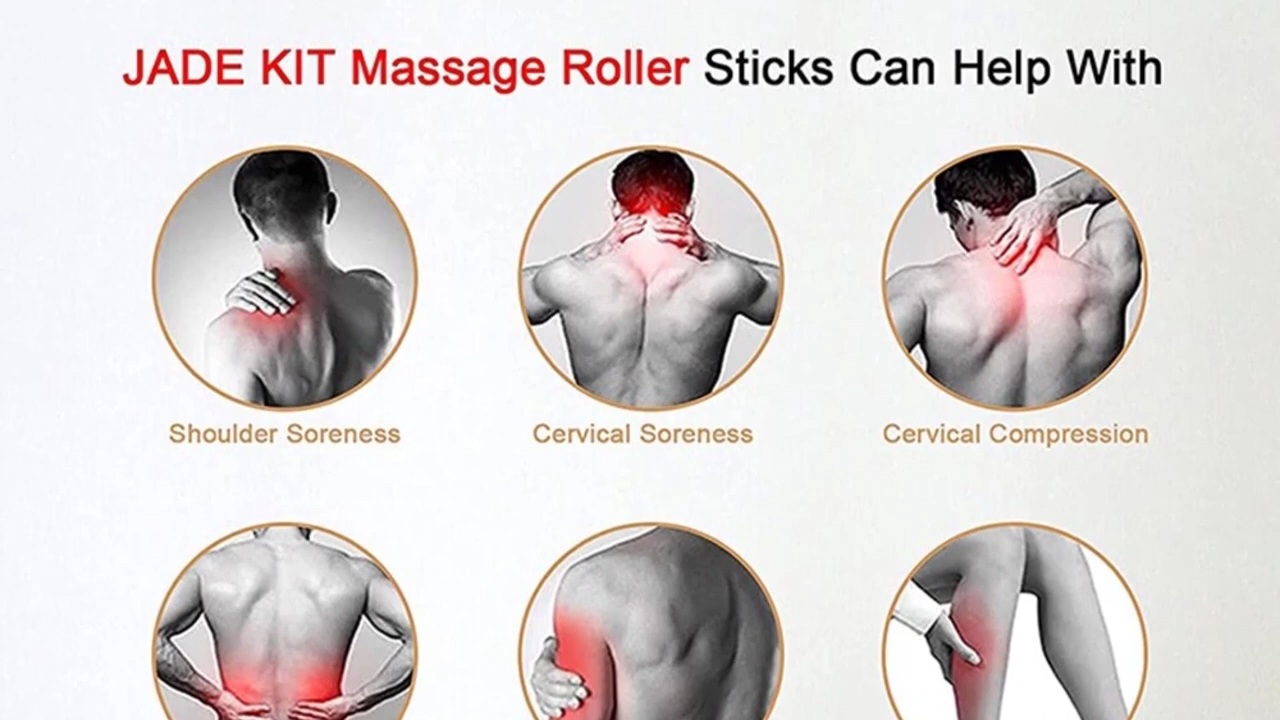 JADE KIT Massage Roller Sticks Can Help With
Shoulder Soreness
Cervical Soreness
Cervical Compression